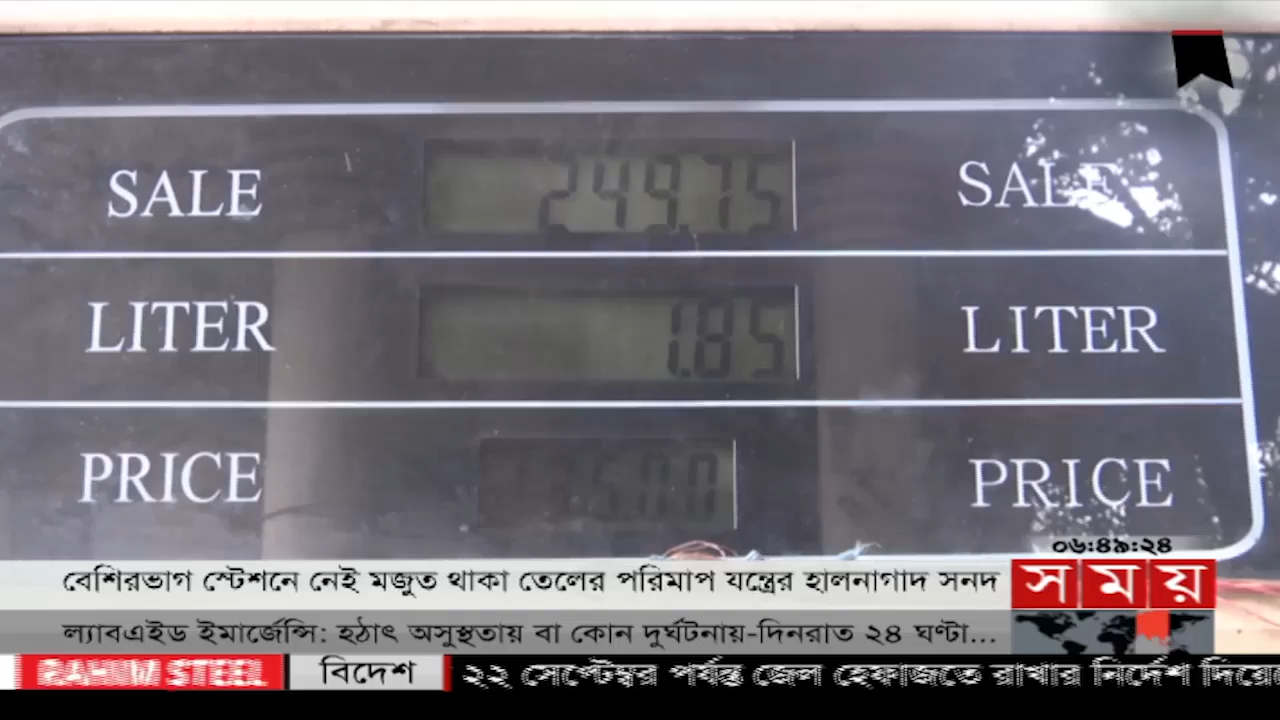 SALE 249.75 SALE
LITER 1.85 LITER
PRICE PRICE
০৬:৪৯:২৪
বেশিরভাগ স্টেশনে নেই মজুত থাকা তেলের পরিমাপ যন্ত্রের হালনাগাদ সনদ
সময়
ল্যাবএইড ইমার্জেন্সি: হঠাৎ অসুস্থতায় বা কোন দুর্ঘটনায়-দিনরাত ২৪ ঘণ্টা...
RAHIM STEEL বিদেশ ২২ সেপ্টেম্বর পর্যন্ত জেল হেফাজতে রাখার নির্দেশ